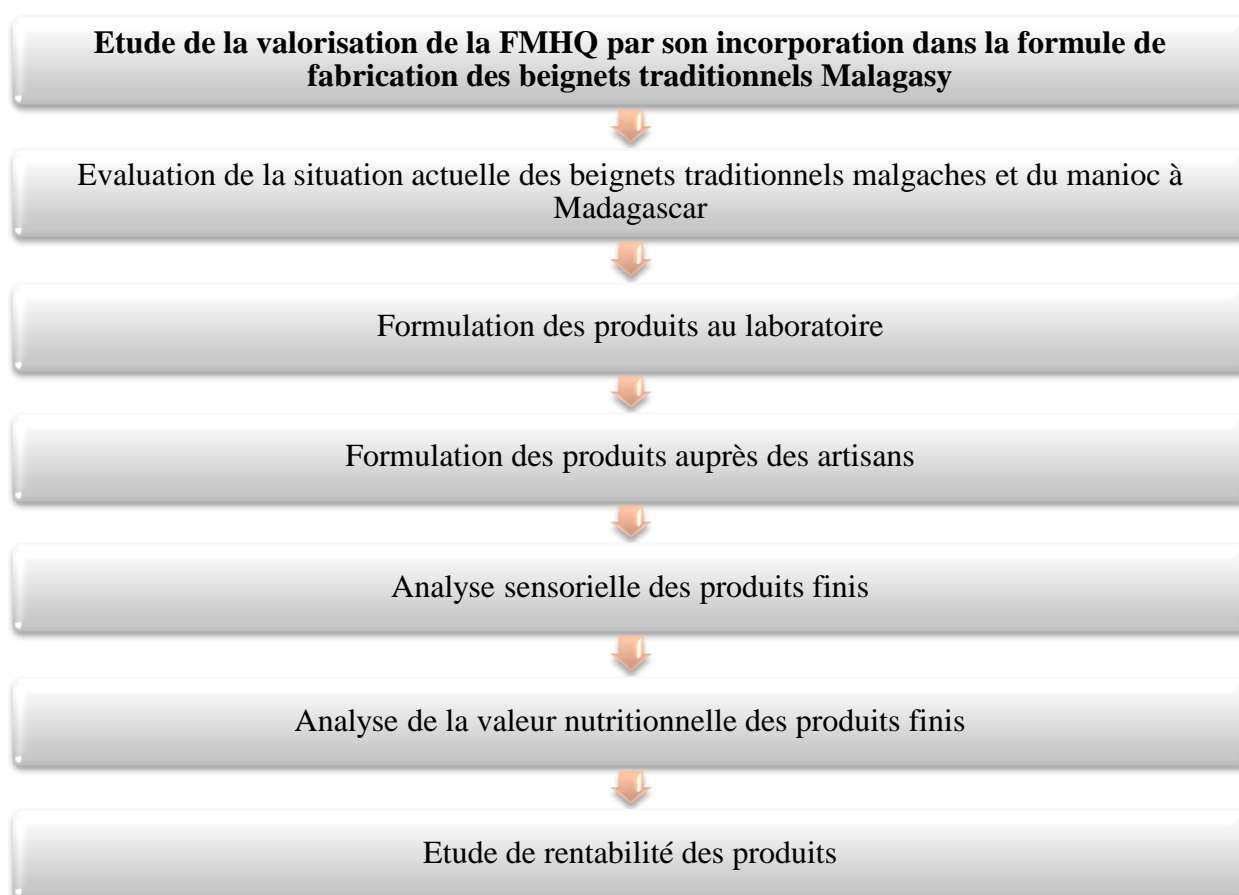 Etude de la valorisation de la FMHQ par son incorporation dans la formule de
fabrication des beignets traditionnels Malagasy
Evaluation de la situation actuelle des beignets traditionnels malgaches et du manioc à
Madagascar
Formulation des produits au laboratoire
Formulation des produits auprès des artisans
Analyse sensorielle des produits finis
Analyse de la valeur nutritionnelle des produits finis
Etude de rentabilité des produits